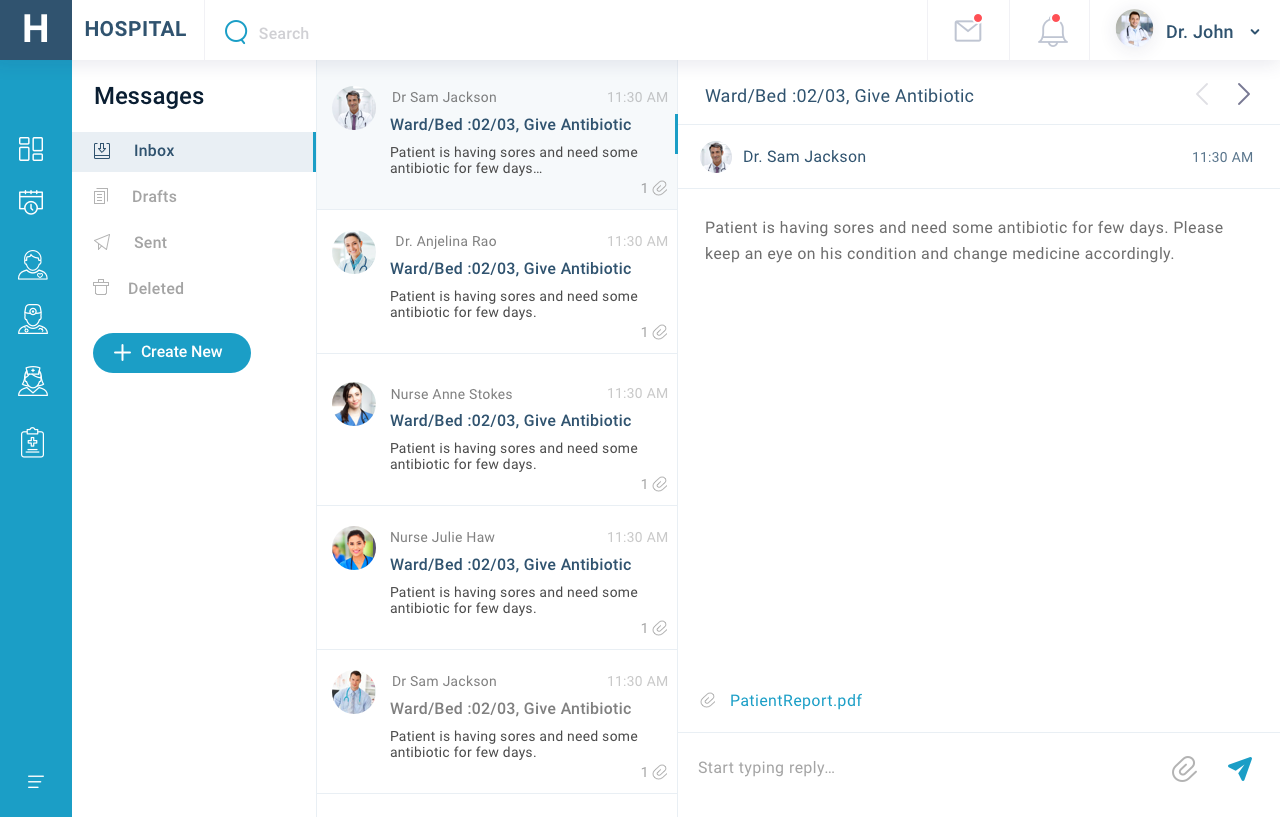 H
HOSPITAL
Search
Dr. John
Messages
Inbox
Drafts
Sent
Deleted
Create New
Dr Sam Jackson
11:30 AM
Ward/Bed :02/03, Give Antibiotic
Patient is having sores and need some
antibiotic for few days…
1
Dr. Anjelina Rao
11:30 AM
Ward/Bed :02/03, Give Antibiotic
Patient is having sores and need some
antibiotic for few days.
1
Nurse Anne Stokes
11:30 AM
Ward/Bed :02/03, Give Antibiotic
Patient is having sores and need some
antibiotic for few days.
1
Nurse Julie Haw
11:30 AM
Ward/Bed :02/03, Give Antibiotic
Patient is having sores and need some
antibiotic for few days.
1
Dr Sam Jackson
11:30 AM
Ward/Bed :02/03, Give Antibiotic
Patient is having sores and need some
antibiotic for few days.
1
Ward/Bed :02/03, Give Antibiotic
Dr. Sam Jackson
11:30 AM
Patient is having sores and need some antibiotic for few days. Please
keep an eye on his condition and change medicine accordingly.
PatientReport.pdf
Start typing reply…